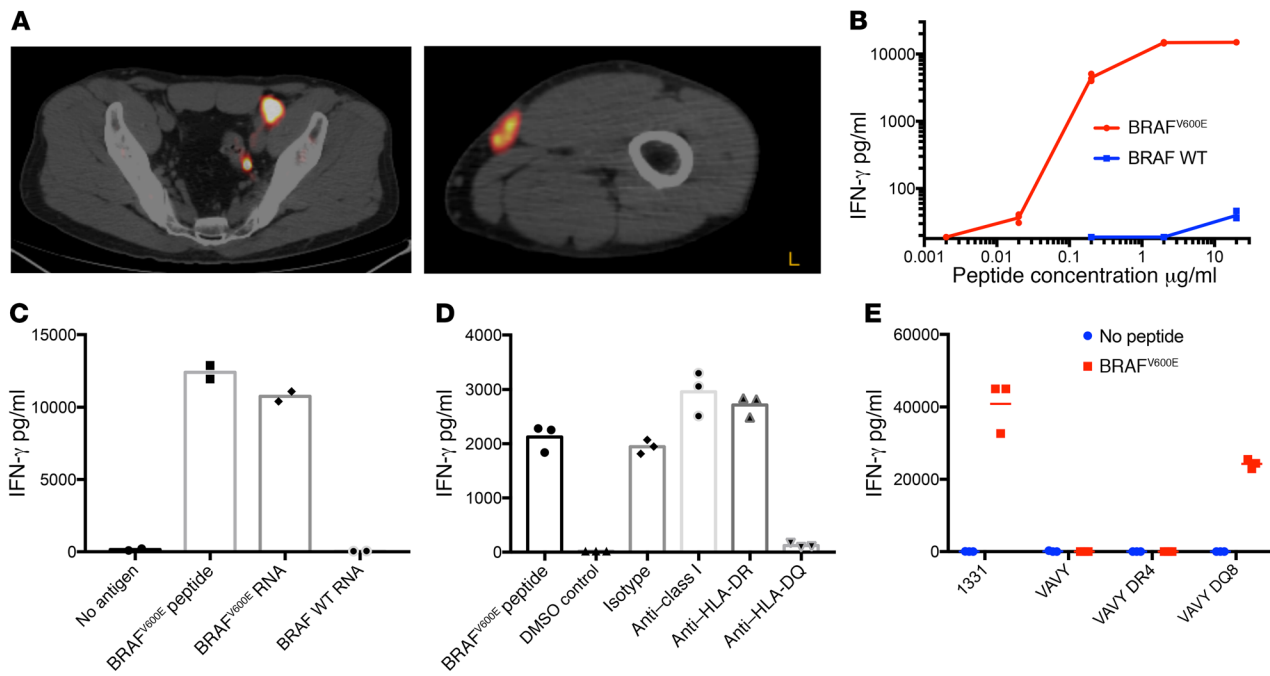 A
L
B
IFN-γ pg/ml
10000
1000
100
BRAFV600E
BRAF WT
0.001
0.01
0.1
1
10
Peptide concentration μg/ml
C
IFN-γ pg/ml
15000
10000
5000
0
No antigen
BRAFV600E peptide
BRAFV600E RNA
BRAF WT RNA
D
IFN-γ pg/ml
4000
3000
2000
1000
0
BRAFV600E peptide
DMSO control
Isotype
Anti–class I
Anti–HLA-DR
Anti–HLA-DQ
E
IFN-γ pg/ml
60000
40000
20000
0
No peptide
BRAFV600E
1331
VAVY
VAVY DR4
VAVY DQ8